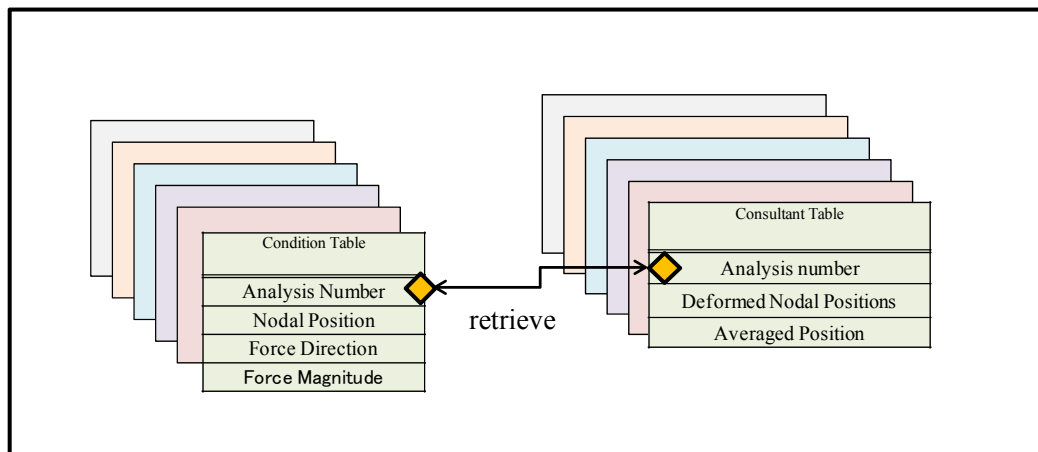 Condition Table
Analysis Number
Nodal Position
Force Direction
Force Magnitude
retrieve
Consultant Table
Analysis number
Deformed Nodal Positions
Averaged Position